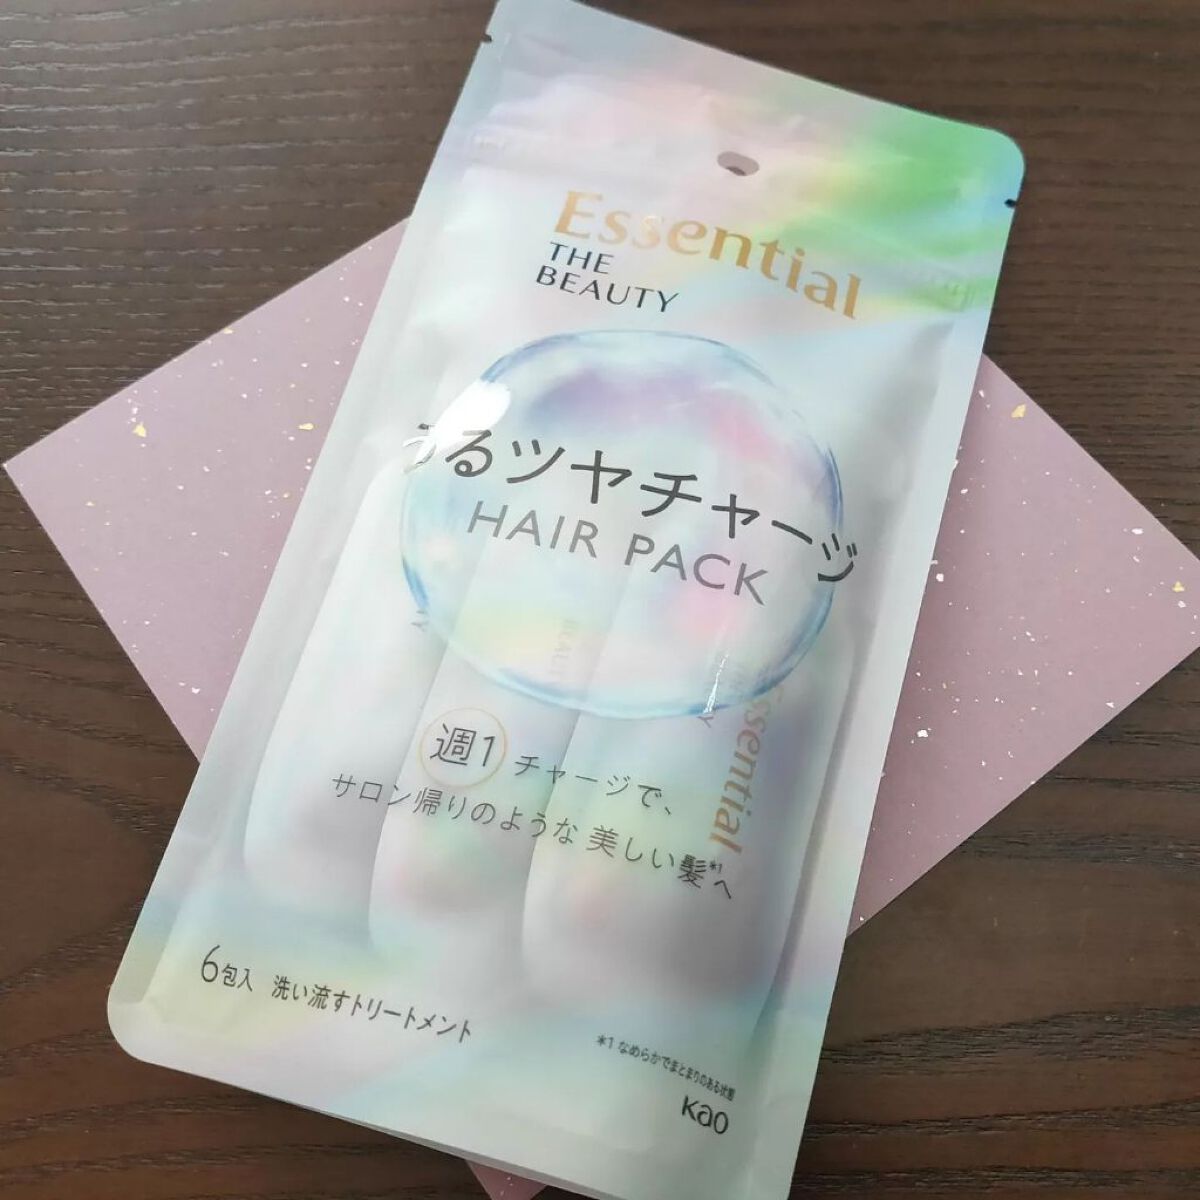 Essential
THE
BEAUTY
うるツヤチャージ
HAIR PACK
週1 チャージで、
サロン帰りのような 美しい髪*1へ
Essential
BEAUTY
6包入 洗い流すトリートメント
*1 なめらかでまとまりのある状態
Kao